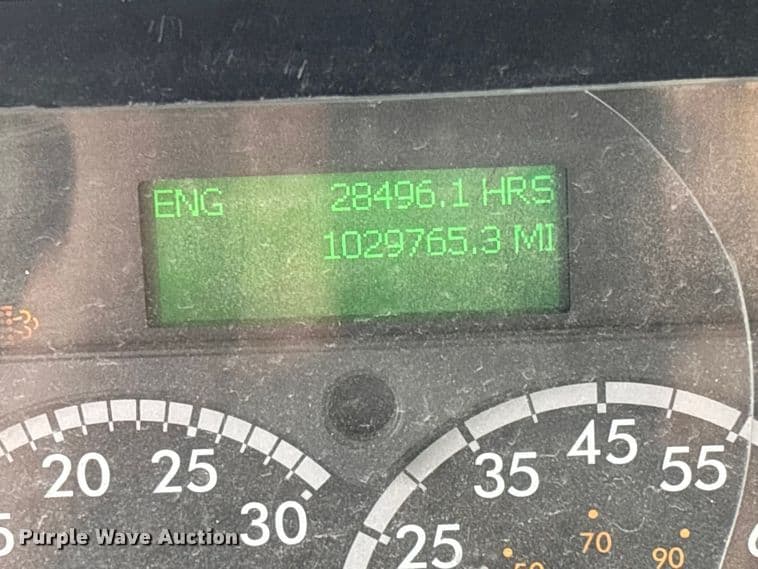 ENG 28496.1 HRS
1029765.3 MI
20 25 30
25 35 45 55
70 90
Purple Wave Auction